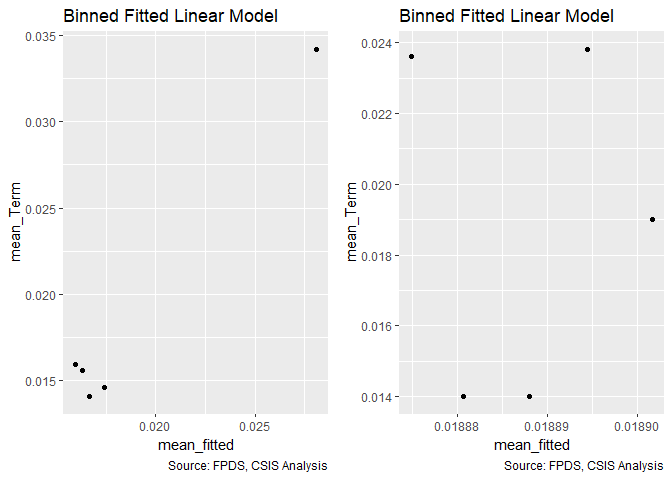 Binned Fitted Linear Model
0.035
0.030
0.025
0.020
0.015
mean_Term
0.020
0.025
mean_fitted
Source: FPDS, CSIS Analysis
Binned Fitted Linear Model
0.024
0.022
0.020
0.018
0.016
0.014
mean_Term
0.01888
0.01889
0.01890
mean_fitted
Source: FPDS, CSIS Analysis